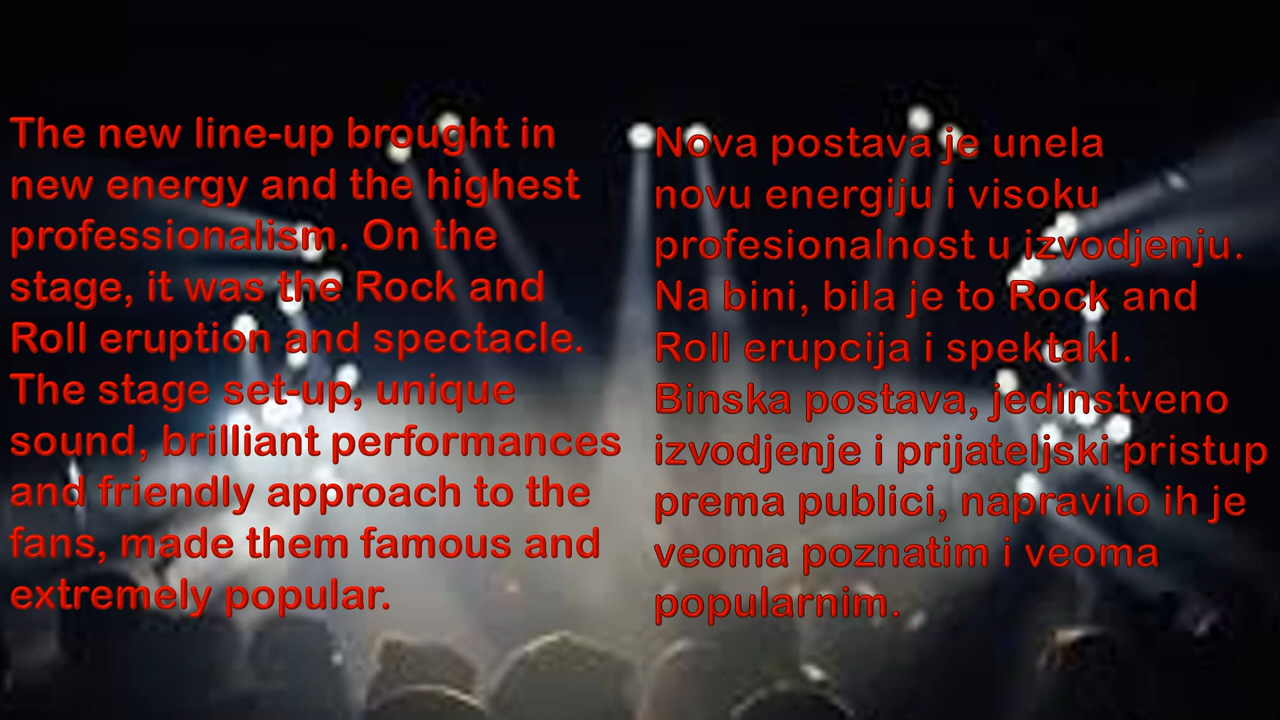 The new line-up brought in
new energy and the highest
professionalism. On the
stage, it was the Rock and
Roll eruption and spectacle.
The stage set-up, unique
sound, brilliant performances
and friendly approach to the
fans, made them famous and
extremely popular.
Nova postava je unela
novu energiju i visoku
profesionalnost u izvodjenju.
Na bini, bila je to Rock and
Roll erupcija i spektakl.
Binska postava, jedinstveno
izvodjenje i prijateljski pristup
prema publici, napravilo ih je
veoma poznatim i veoma
popularnim.